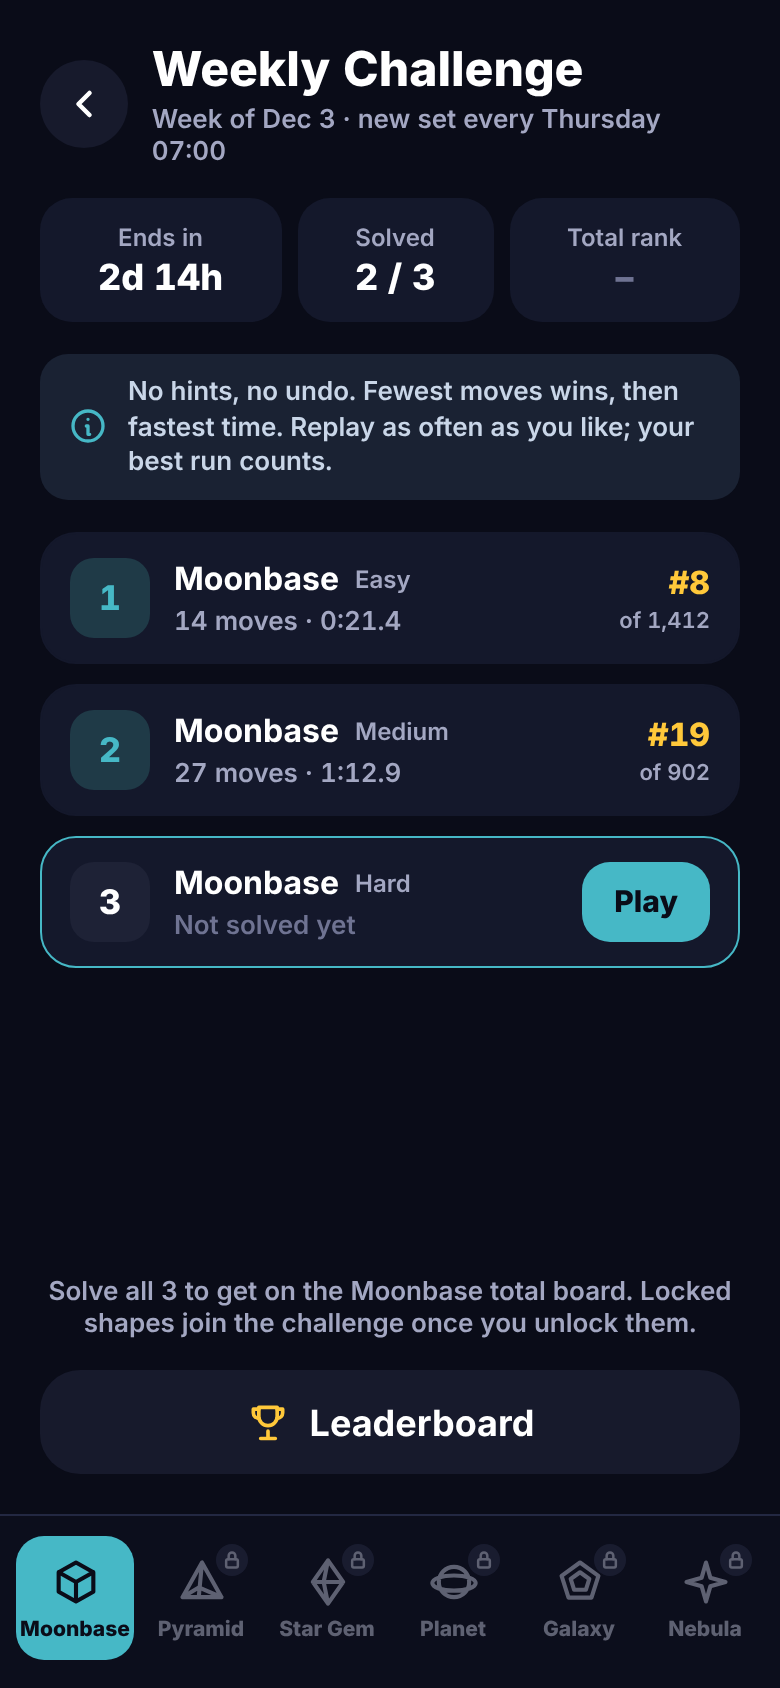 Weekly Challenge
Week of Dec 3 · new set every Thursday
07:00
Ends in
2d 14h
Solved
2 / 3
Total rank
–
No hints, no undo. Fewest moves wins, then
fastest time. Replay as often as you like; your
best run counts.
1
Moonbase Easy
14 moves · 0:21.4
#8
of 1,412
2
Moonbase Medium
27 moves · 1:12.9
#19
of 902
3
Moonbase Hard
Not solved yet
Play
Solve all 3 to get on the Moonbase total board. Locked
shapes join the challenge once you unlock them.
Leaderboard
Moonbase
Pyramid
Star Gem
Planet
Galaxy
Nebula